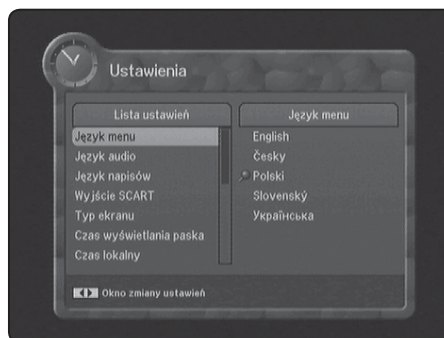 Ustawienia
Lista ustawień
Język menu
Język audio
Język napisów
Wyjście SCART
Typ ekranu
Czas wyświetlania paska
Czas lokalny
Język menu
English
Česky
Polski
Slovenský
Українська
Okno zmiany ustawień